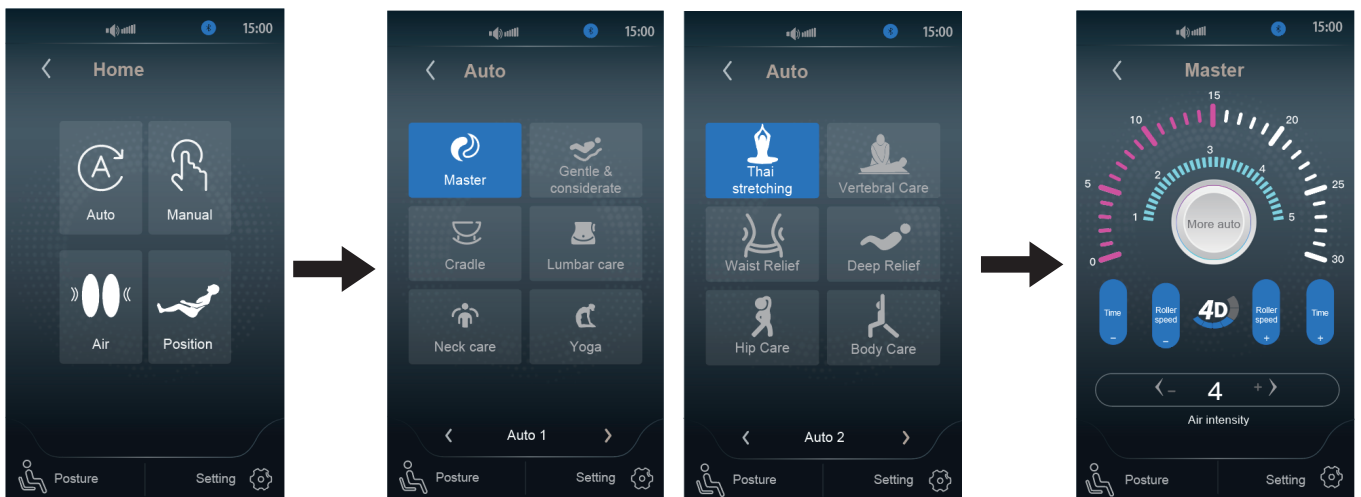 15:00
Home
A
Auto
Manual
Air
Position
Posture
Setting
15:00
Auto
Master
Gentle &
considerate
Cradle
Lumbar care
Neck care
Yoga
Auto 1
Posture
Setting
15:00
Auto
Thai
stretching
Vertebral Care
Waist Relief
Deep Relief
Hip Care
Body Care
Auto 2
Posture
Setting
15:00
Master
15
10
20
3
2
4
5
25
1
5
More auto
0
30
Time
-
Roller
speed
-
4D
Roller
speed
+
Time
+
- 4 +
Air intensity
Posture
Setting